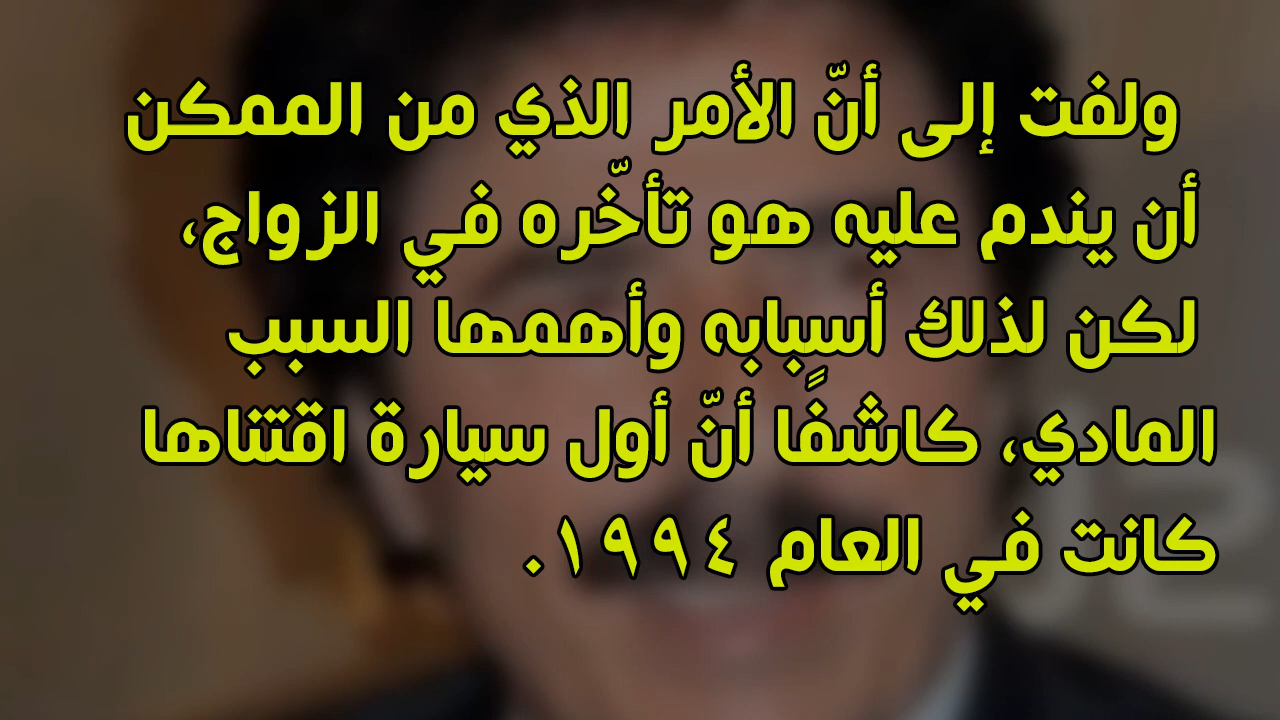 ولفت إلى أنّ الأمر الذي من الممكن
أن يندم عليه هو تأخّره في الزواج،
لكن لذلك أسبابه وأهمها السبب
المادي، كاشفًا أنّ أول سيارة اقتناها
كانت في العام ١٩٩٤.